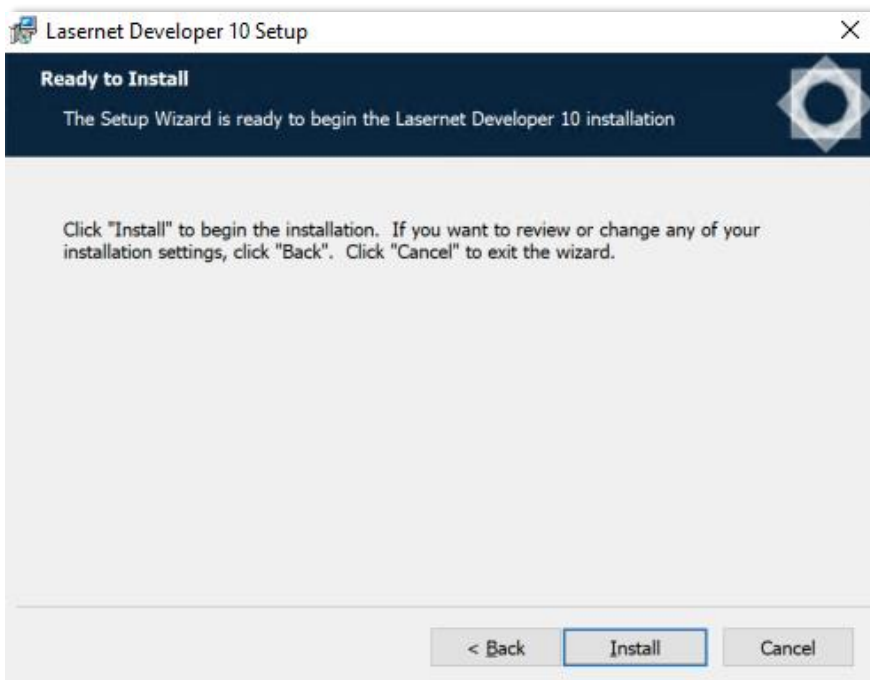 Lasernet Developer 10 Setup
Ready to Install
The Setup Wizard is ready to begin the Lasernet Developer 10 installation
Click "Install" to begin the installation.  If you want to review or change any of your
installation settings, click "Back".  Click "Cancel" to exit the wizard.
< Back
Install
Cancel